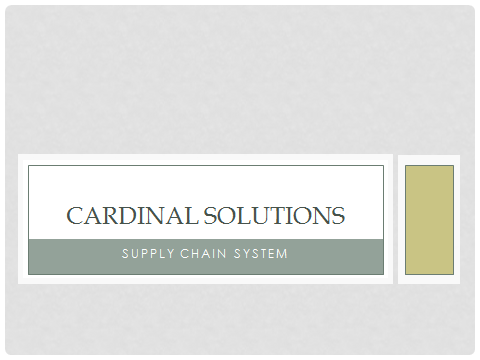 CARDINAL SOLUTIONS
SUPPLY CHAIN SYSTEM